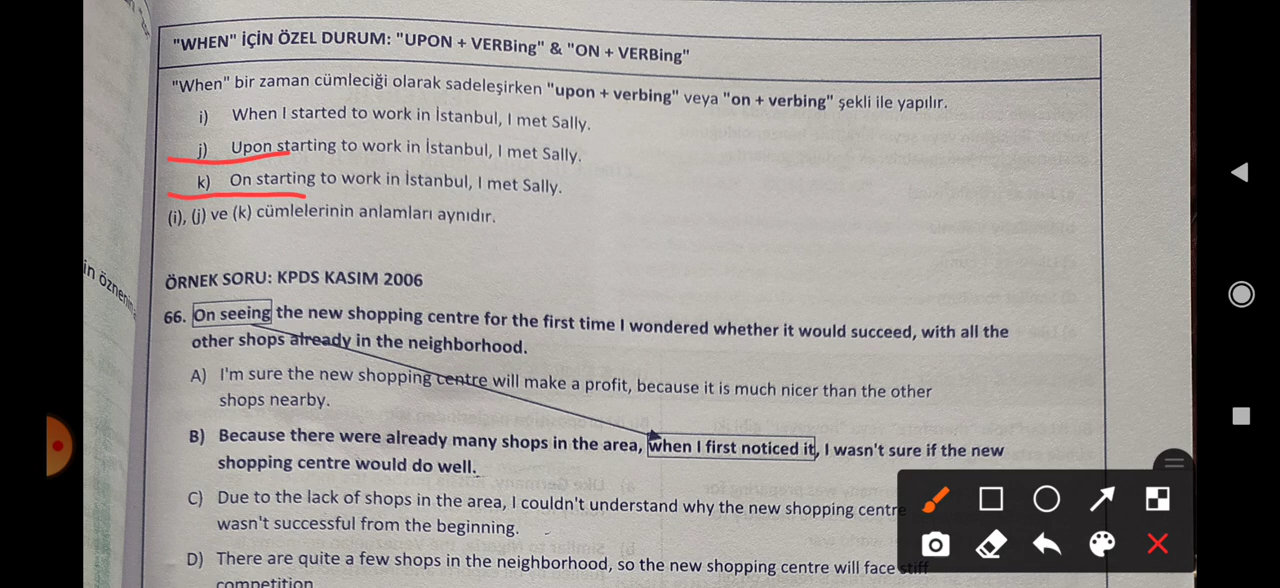 "WHEN" İÇİN ÖZEL DURUM: "UPON + VERBing" & "ON + VERBing"
"When" bir zaman cümleciği olarak sadeleşirken "upon + verbing" veya "on + verbing" şekli ile yapılır.
i) When I started to work in İstanbul, I met Sally.
j) Upon starting to work in İstanbul, I met Sally.
k) On starting to work in İstanbul, I met Sally.
(i), (j) ve (k) cümlelerinin anlamları aynıdır.
in öznenin
ÖRNEK SORU: KPDS KASIM 2006
66. On seeing the new shopping centre for the first time I wondered whether it would succeed, with all the
other shops already in the neighborhood.
A) I'm sure the new shopping centre will make a profit, because it is much nicer than the other
shops nearby.
B) Because there were already many shops in the area, when I first noticed it, I wasn't sure if the new
shopping centre would do well.
C) Due to the lack of shops in the area, I couldn't understand why the new shopping centre
wasn't successful from the beginning.
D) There are quite a few shops in the neighborhood, so the new shopping centre will face stiff
competition